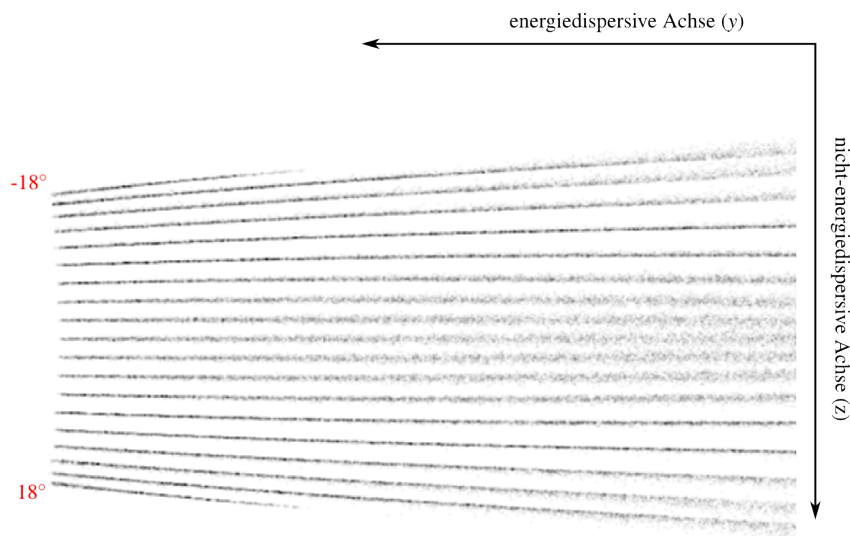 energiedispersive Achse (y)
-18°
nicht-energiedispersive Achse (z)
18°